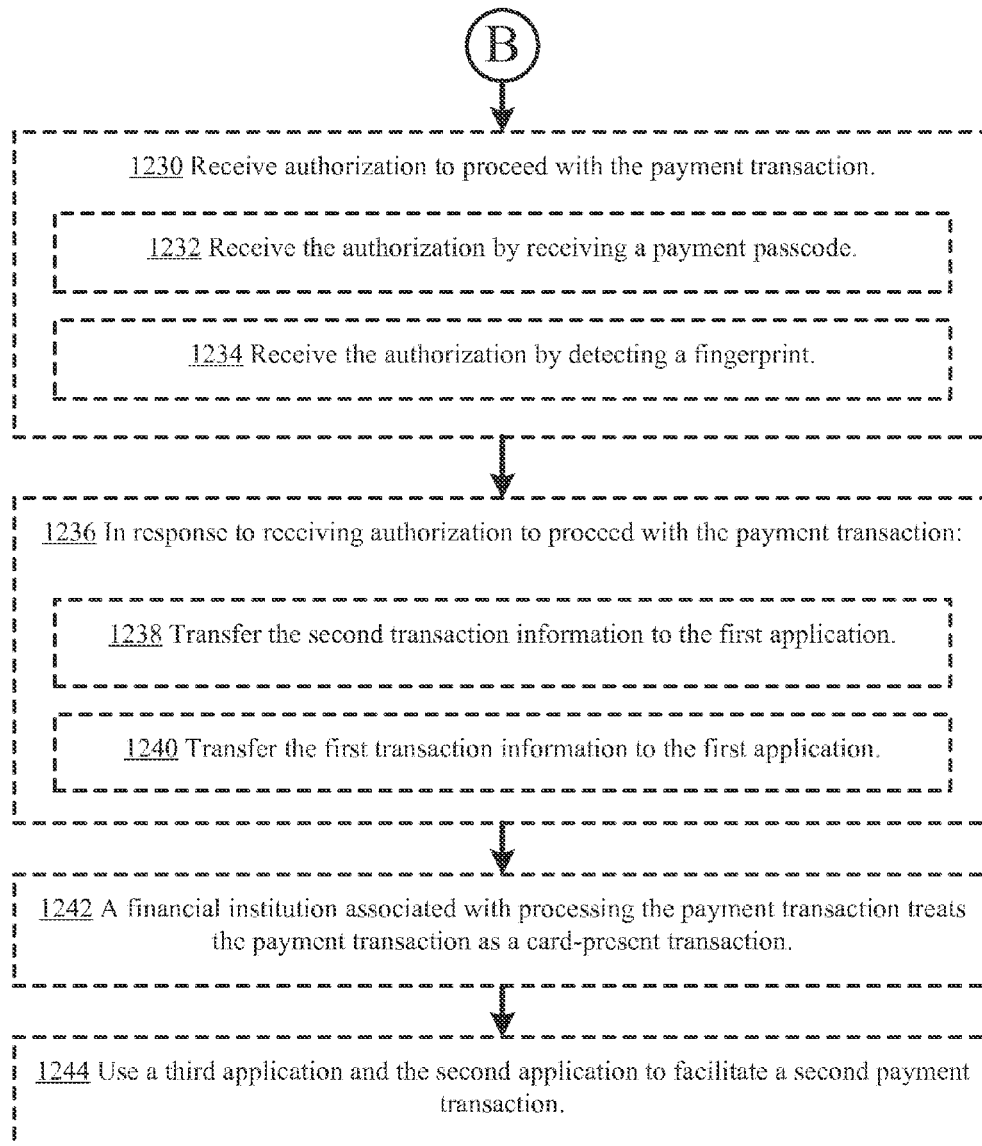 B
1230 Receive authorization to proceed with the payment transaction.
1232 Receive the authorization by receiving a payment passcode.
1234 Receive the authorization by detecting a fingerprint.
1236 In response to receiving authorization to proceed with the payment transaction:
1238 Transfer the second transaction information to the first application.
1240 Transfer the first transaction information to the first application.
1242 A financial institution associated with processing the payment transaction treats
the payment transaction as a card-present transaction.
1244 Use a third application and the second application to facilitate a second payment
transaction.